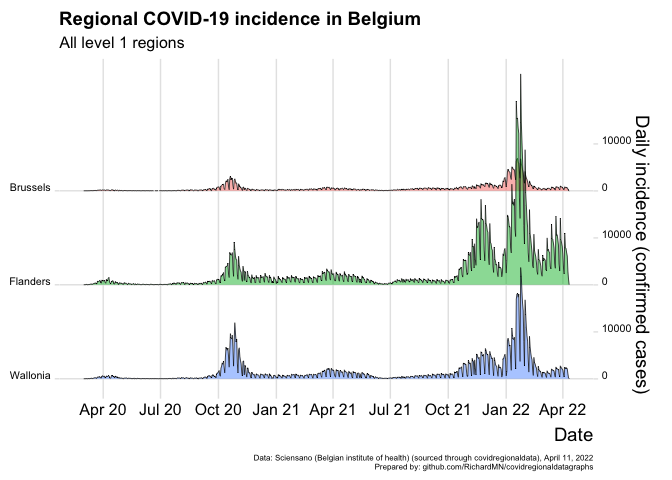 Regional COVID-19 incidence in Belgium
All level 1 regions
Brussels
Flanders
Wallonia
10000
0
10000
0
10000
0
Daily incidence (confirmed cases)
Apr 20 Jul 20 Oct 20 Jan 21 Apr 21 Jul 21 Oct 21 Jan 22 Apr 22
Date
Data: Sciensano (Belgian institute of health) (sourced through covidregionaldata), April 11, 2022
Prepared by: github.com/RichardMN/covidregionaldatagraphs